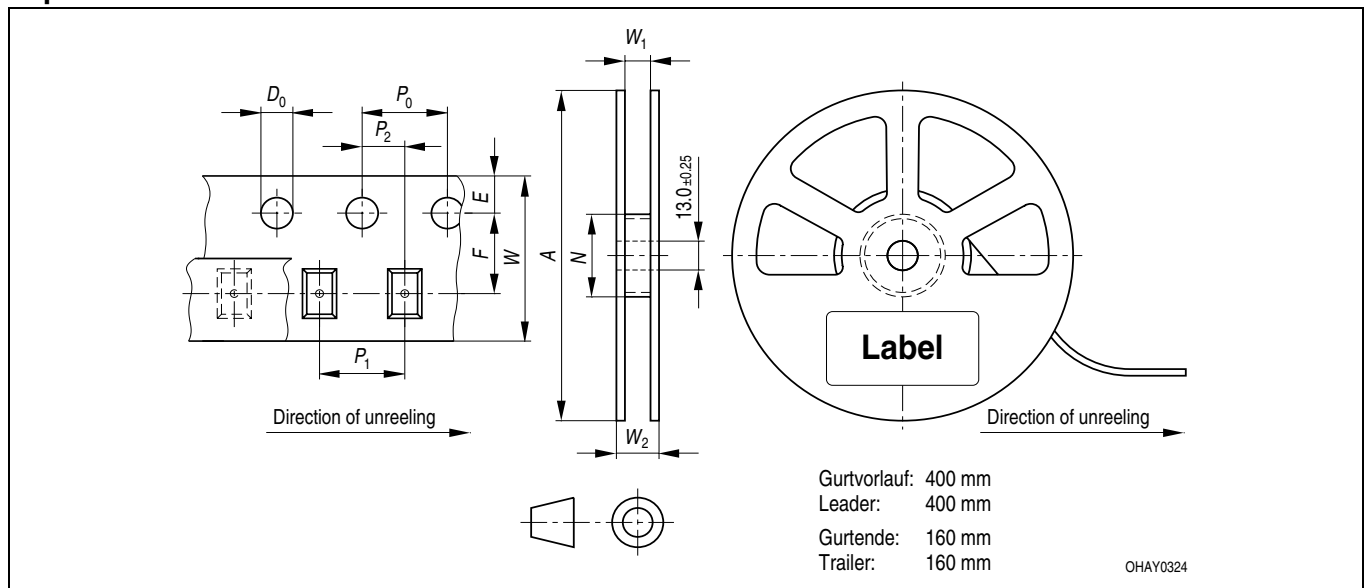 W₁
D₀
P₀
P₂
E
F
W
A
N
13.0 ±0.25
P₁
W₂
Label
Direction of unreeling
Direction of unreeling
Gurtvorlauf: 400 mm
Leader: 400 mm
Gurtende: 160 mm
Trailer: 160 mm
OHAY0324